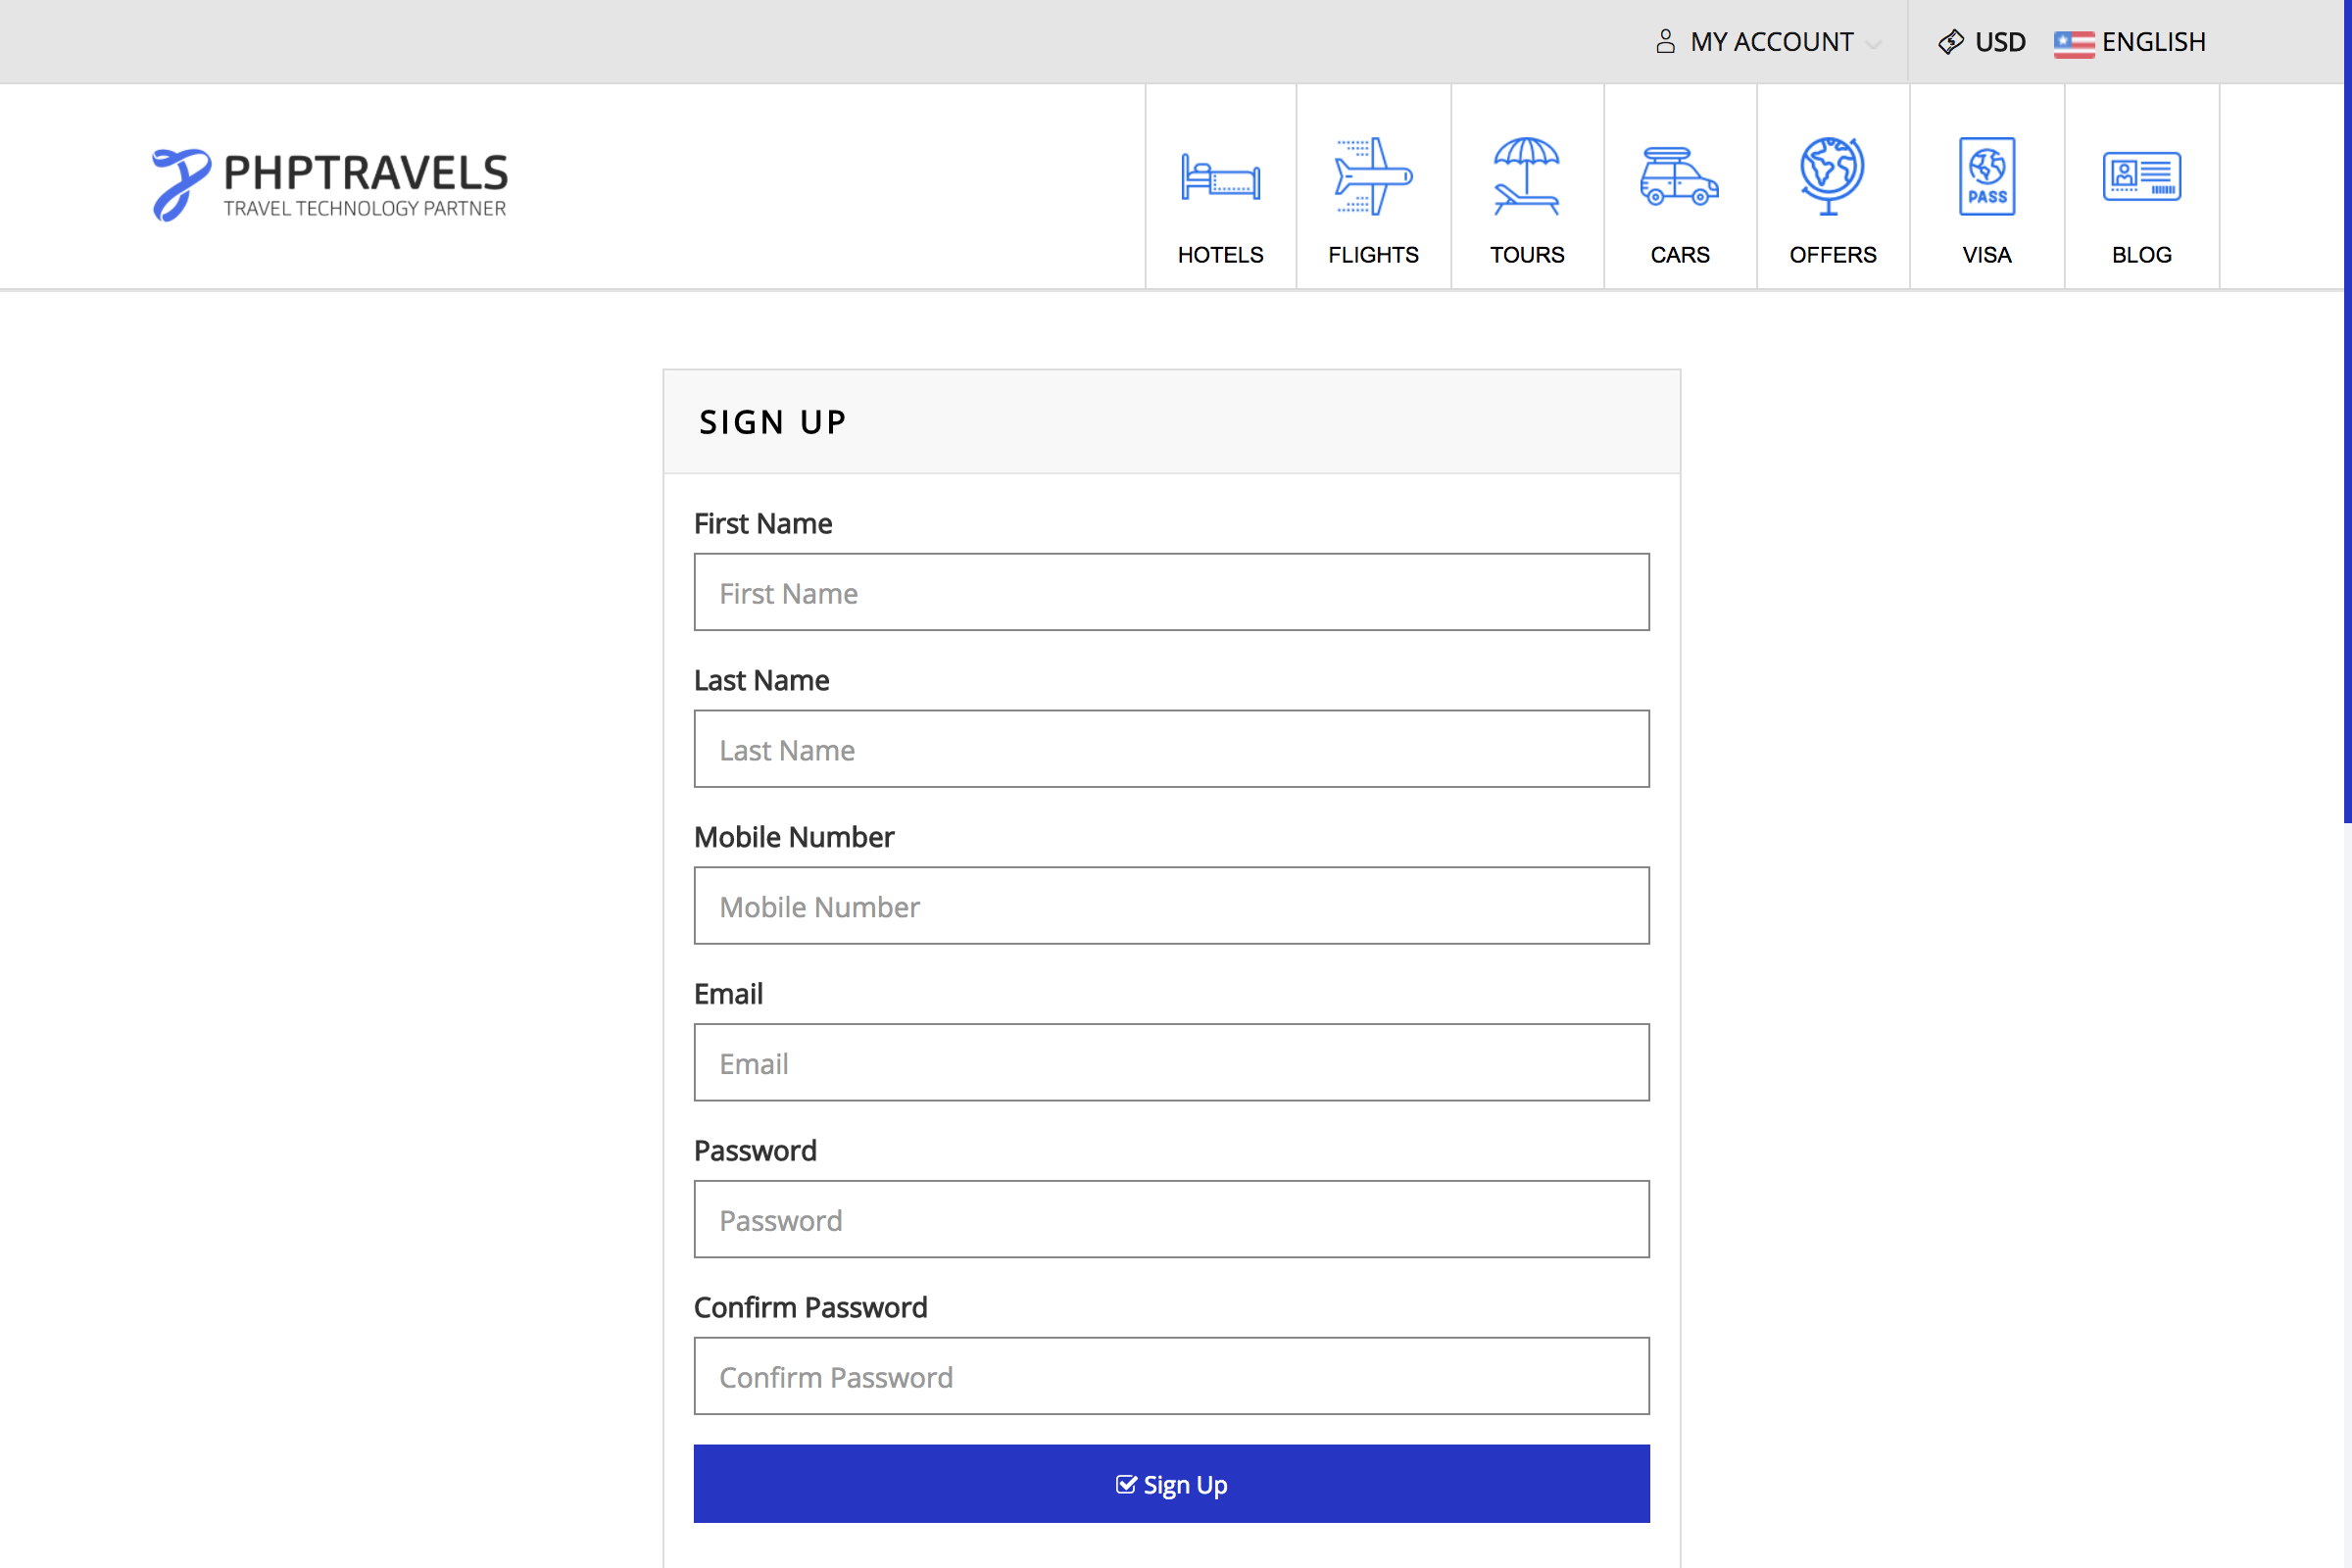 MY ACCOUNT USD ENGLISH
PHPTRAVELS
TRAVEL TECHNOLOGY PARTNER
PASS
HOTELS FLIGHTS TOURS CARS OFFERS VISA BLOG
SIGN UP
First Name
First Name
Last Name
Last Name
Mobile Number
Mobile Number
Email
Email
Password
Password
Confirm Password
Confirm Password
Sign Up